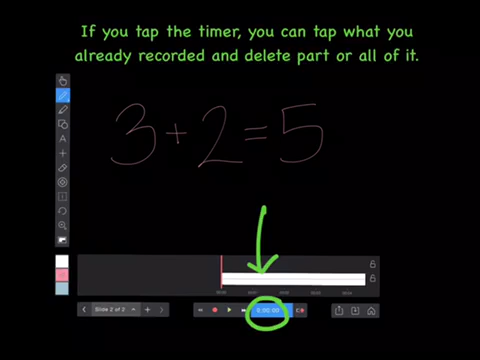 If you tap the timer, you can tap what you
already recorded and delete part or all of it.
3+2=5
Slide 2 of 2
0:00:00